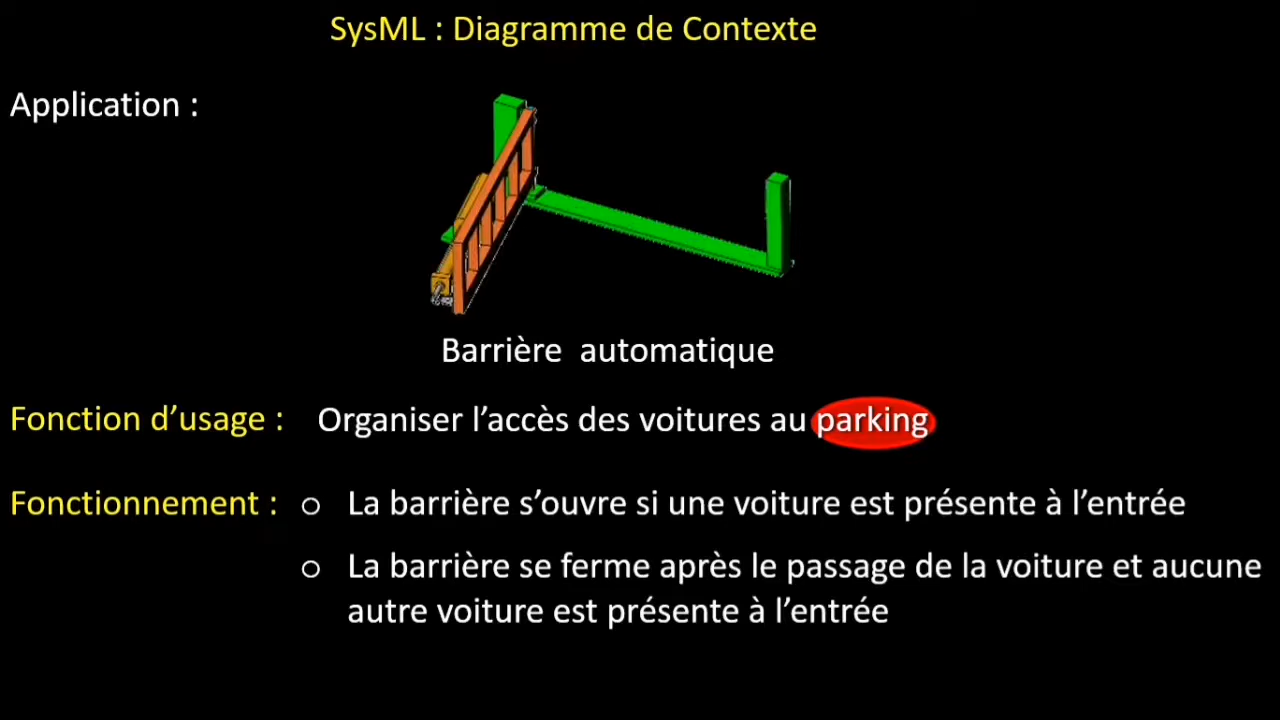 SysML : Diagramme de Contexte
Application :
Barrière automatique
Fonction d’usage : Organiser l’accès des voitures au parking
Fonctionnement : o La barrière s’ouvre si une voiture est présente à l’entrée
o La barrière se ferme après le passage de la voiture et aucune
autre voiture est présente à l’entrée